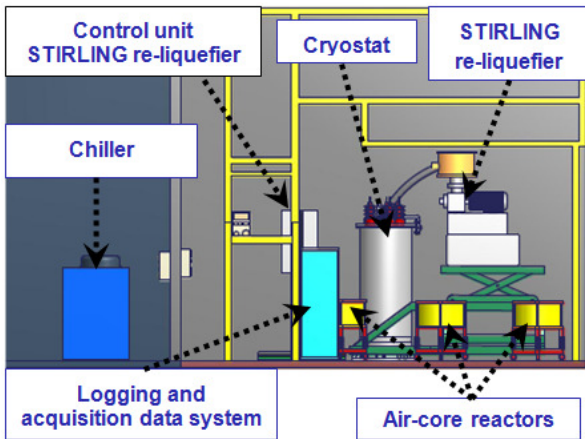 Control unit
STIRLING re-liquefier
Cryostat
STIRLING
re-liquefier
Chiller
Logging and
acquisition data system
Air-core reactors